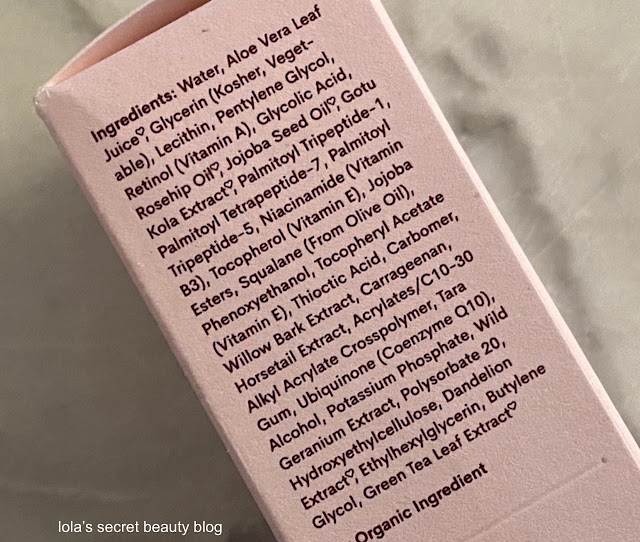 Ingredients: Water, Aloe Vera Leaf
Juice♡, Glycerin (Kosher, Veget-
able), Lecithin, Pentylene Glycol,
Retinol (Vitamin A), Glycolic Acid,
Rosehip Oil♡, Jojoba Seed Oil♡, Gotu
Kola Extract♡, Palmitoyl Tripeptide-1,
Palmitoyl Tetrapeptide-7, Palmitoyl
Tripeptide-5, Niacinamide (Vitamin
B3), Tocopherol (Vitamin E), Jojoba
Esters, Squalane (From Olive Oil),
Phenoxyethanol, Tocopheryl Acetate
(Vitamin E), Thioctic Acid, Carbomer,
Willow Bark Extract, Carrageenan,
Horsetail Extract, Acrylates/C10-30
Alkyl Acrylate Crosspolymer, Tara
Gum, Ubiquinone (Coenzyme Q10),
Alcohol, Potassium Phosphate, Wild
Geranium Extract, Polysorbate 20,
Hydroxyethylcellulose, Dandelion
Extract♡, Ethylhexylglycerin, Butylene
Glycol, Green Tea Leaf Extract♡
Organic Ingredient
lola's secret beauty blog